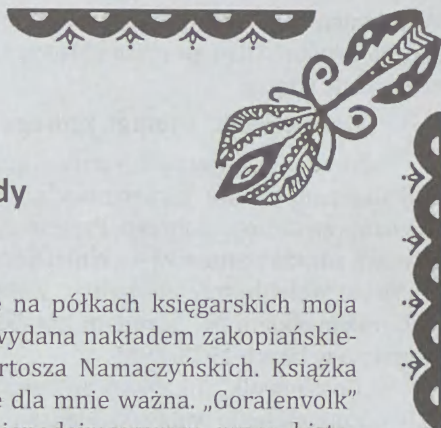 dy
e na półkach księgarskich moja
wydana nakładem zakopiańskie-
rtosza Namaczyńskich. Książka
e dla mnie ważna. „Goralenvolk”